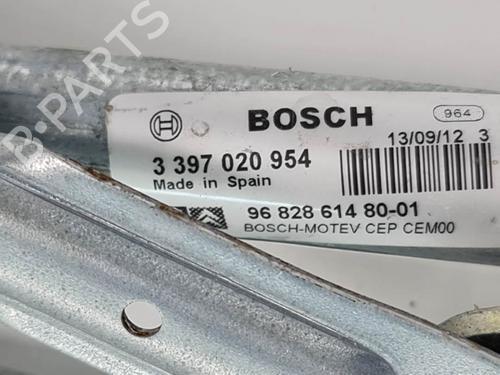 B-PARTS
BOSCH
964
13/09/12 3
3 397 020 954
Made in Spain
96 828 614 80-01
BOSCH-MOTEV CEP CEM00